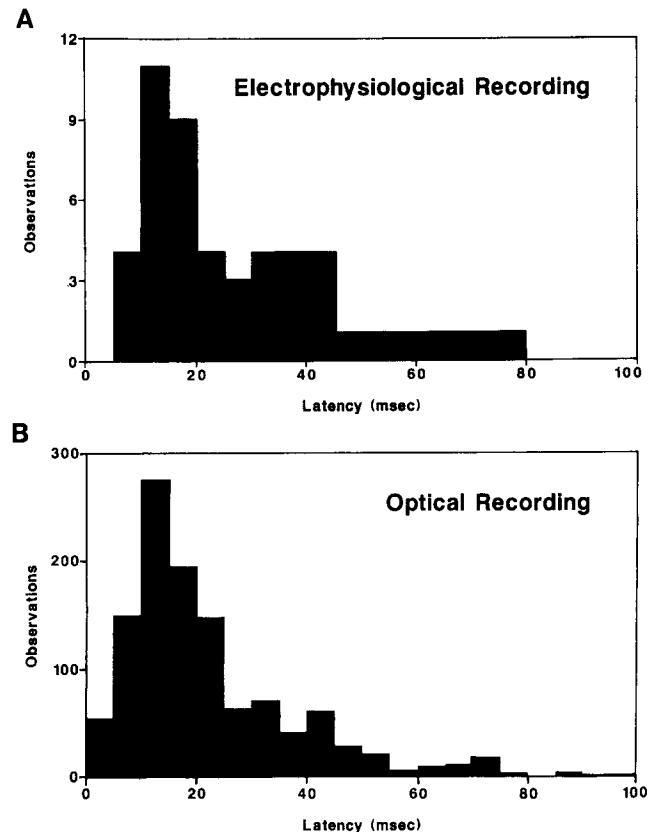 A
12
Electrophysiological Recording
9
Observations
6
3
0
0 20 40 60 80 100
Latency (msec)
B
300
Optical Recording
200
Observations
100
0
0 20 40 60 80 100
Latency (msec)